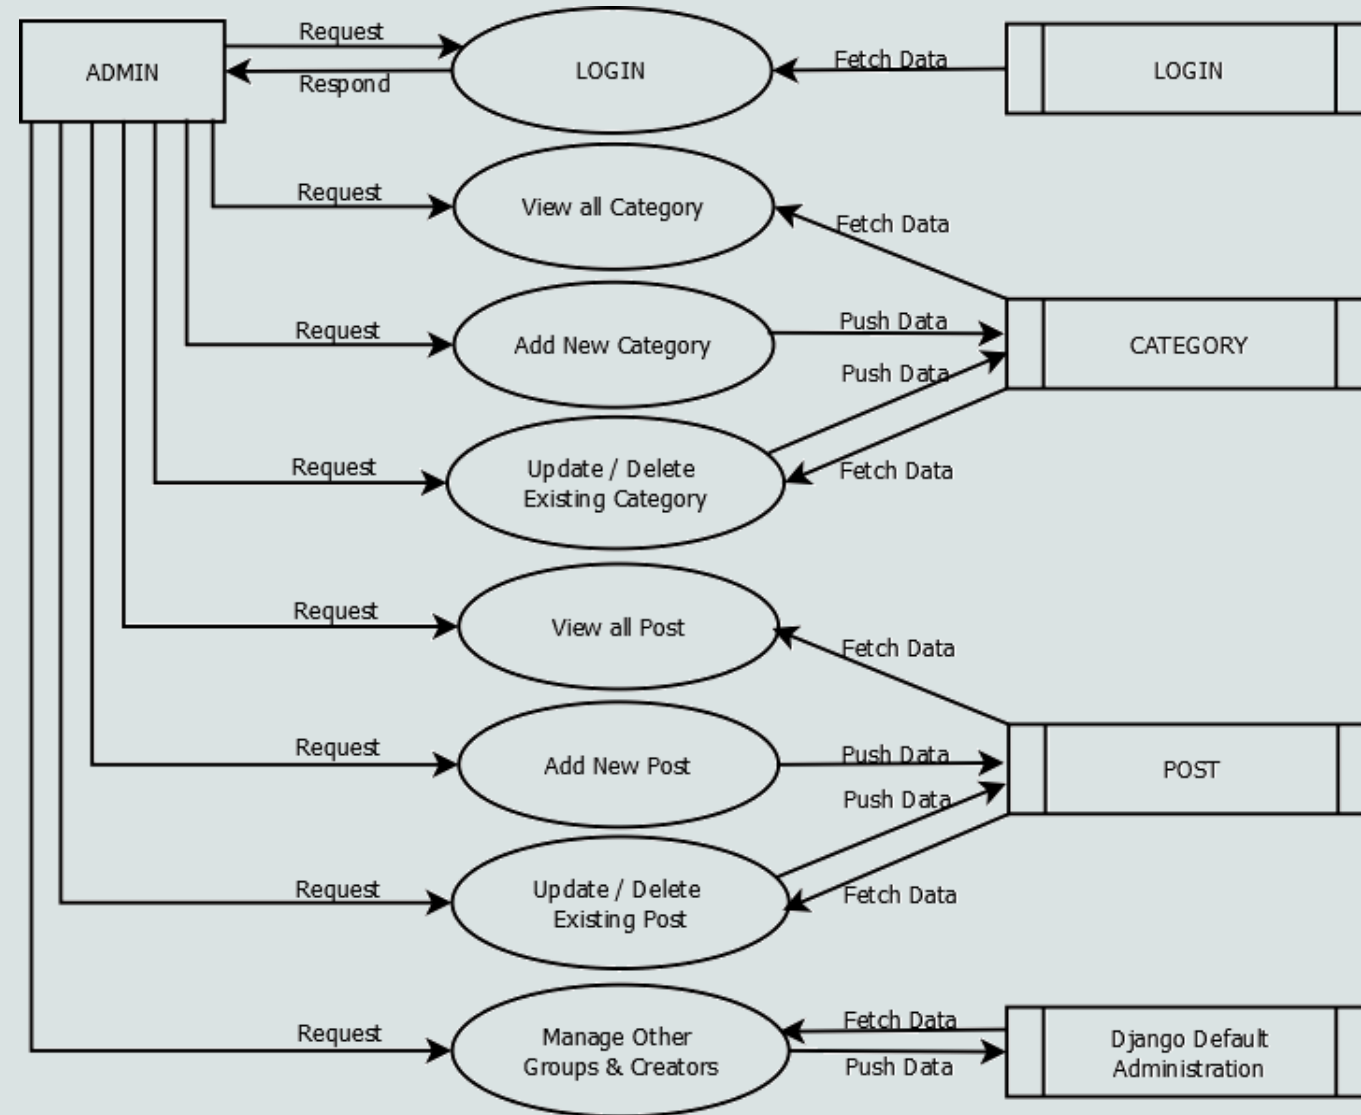 ADMIN
Request
Respond
LOGIN
Fetch Data
LOGIN
Request
View all Category
Fetch Data
Request
Add New Category
Push Data
CATEGORY
Push Data
Request
Update / Delete
Existing Category
Fetch Data
Request
View all Post
Fetch Data
Request
Add New Post
Push Data
POST
Push Data
Request
Update / Delete
Existing Post
Fetch Data
Request
Manage Other
Groups & Creators
Fetch Data
Push Data
Django Default
Administration